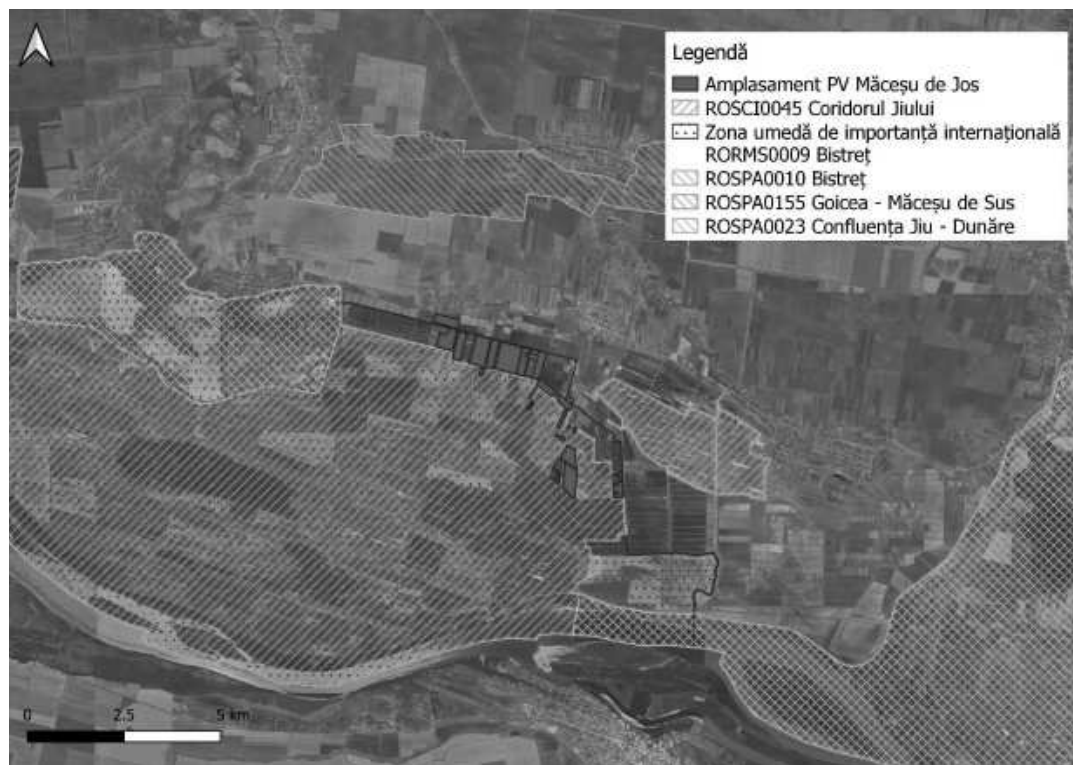 Legendă
Amplasament PV Măceșu de Jos
ROSCI0045 Coridorul Jiului
Zona umedă de importanță internațională
RORMS0009 Bistreț
ROSPA0010 Bistreț
ROSPA0155 Goicea - Măceșu de Sus
ROSPA0023 Confluența Jiu - Dunăre
0 2.5 5 km